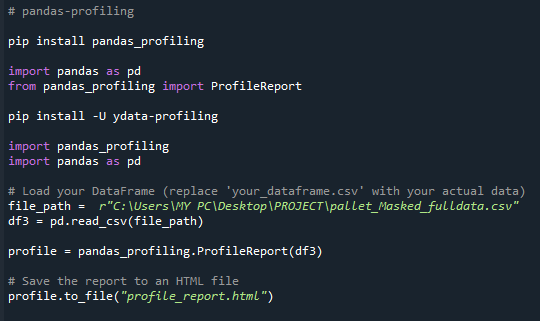 # pandas-profiling
pip install pandas_profiling
import pandas as pd
from pandas_profiling import ProfileReport
pip install -U ydata-profiling
import pandas_profiling
import pandas as pd
# Load your DataFrame (replace 'your_dataframe.csv' with your actual data)
file_path =  r"C:\Users\MY PC\Desktop\PROJECT\pallet_Masked_fulldata.csv"
df3 = pd.read_csv(file_path)
profile = pandas_profiling.ProfileReport(df3)
# Save the report to an HTML file
profile.to_file("profile_report.html")